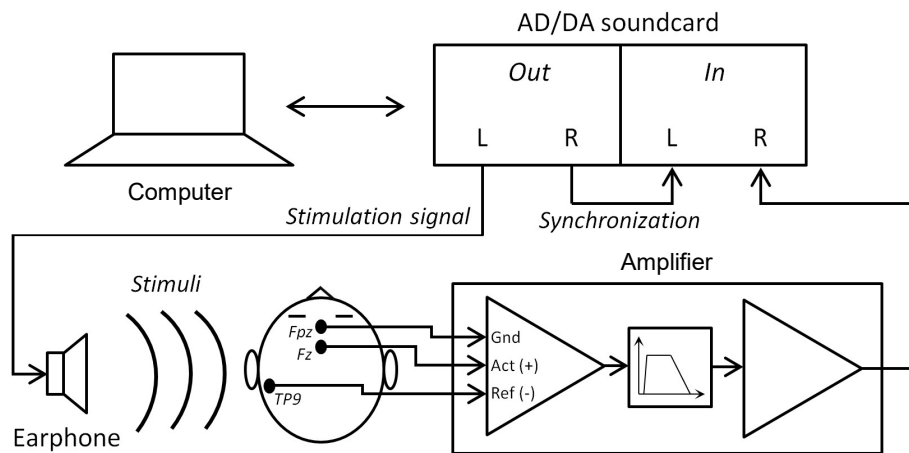 AD/DA soundcard
Out
In
L
R
L
R
Computer
Stimulation signal
Synchronization
Stimuli
Amplifier
Fpz
Gnd
Fz
Act (+)
TP9
Ref (-)
Earphone